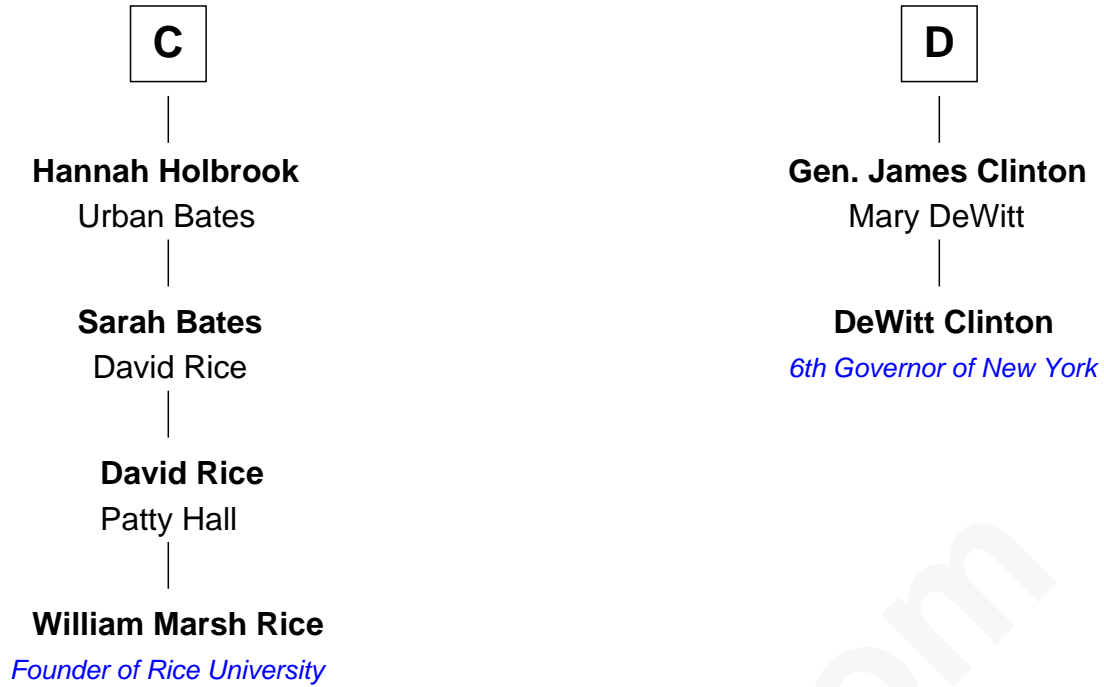 C
Hannah Holbrook
Urban Bates
Sarah Bates
David Rice
David Rice
Patty Hall
William Marsh Rice
Founder of Rice University
D
Gen. James Clinton
Mary DeWitt
DeWitt Clinton
6th Governor of New York
om